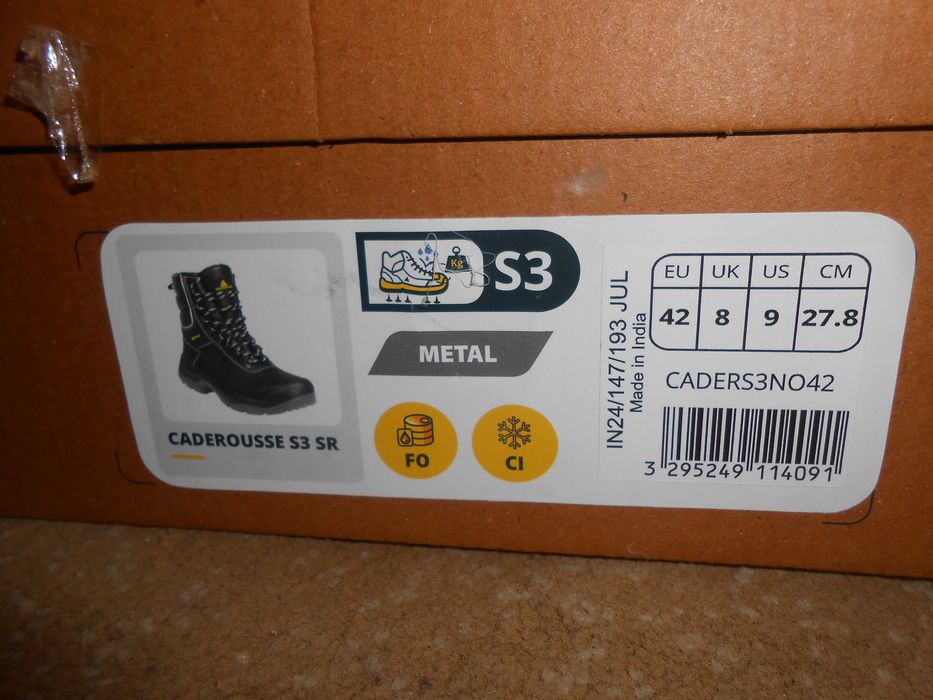 CADEROUSSE S3 SR
Kg
S3
METAL
FO
CI
IN24/147/193 JUL
Made in India
EU UK US CM
42 8 9 27.8
CADERS3NO42
3 295249 114091